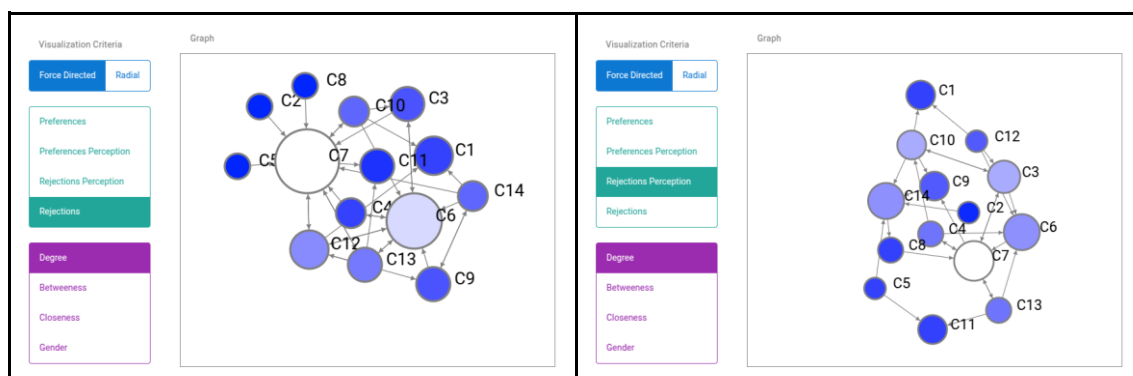 Visualization Criteria
Graph
Force Directed
Radial
Preferences
Preferences Perception
Rejections Perception
Rejections
Degree
Betweeness
Closeness
Gender
C8
C2
C10
C3
C5
C7
C11
C1
C14
C4
C6
C12
C13
C9
Visualization Criteria
Graph
Force Directed
Radial
Preferences
Preferences Perception
Rejections Perception
Rejections
Degree
Betweeness
Closeness
Gender
C1
C12
C10
C3
C9
C14
C2
C4
C6
C8
C7
C5
C13
C11